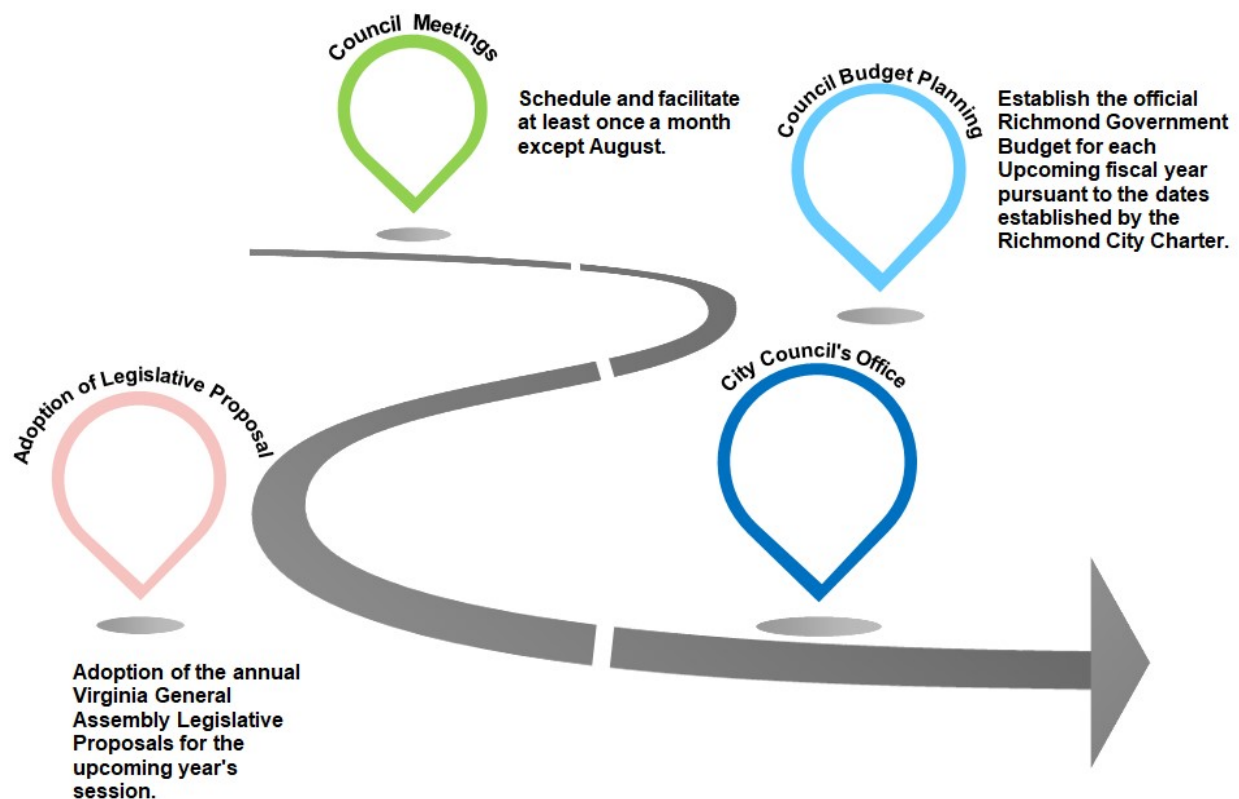 Council Meetings
Schedule and facilitate
at least once a month
except August.
Council Budget Planning
Establish the official
Richmond Government
Budget for each
Upcoming fiscal year
pursuant to the dates
established by the
Richmond City Charter.
Adoption of Legislative Proposal
Adoption of the annual
Virginia General
Assembly Legislative
Proposals for the
upcoming year's
session.
City Council's Office